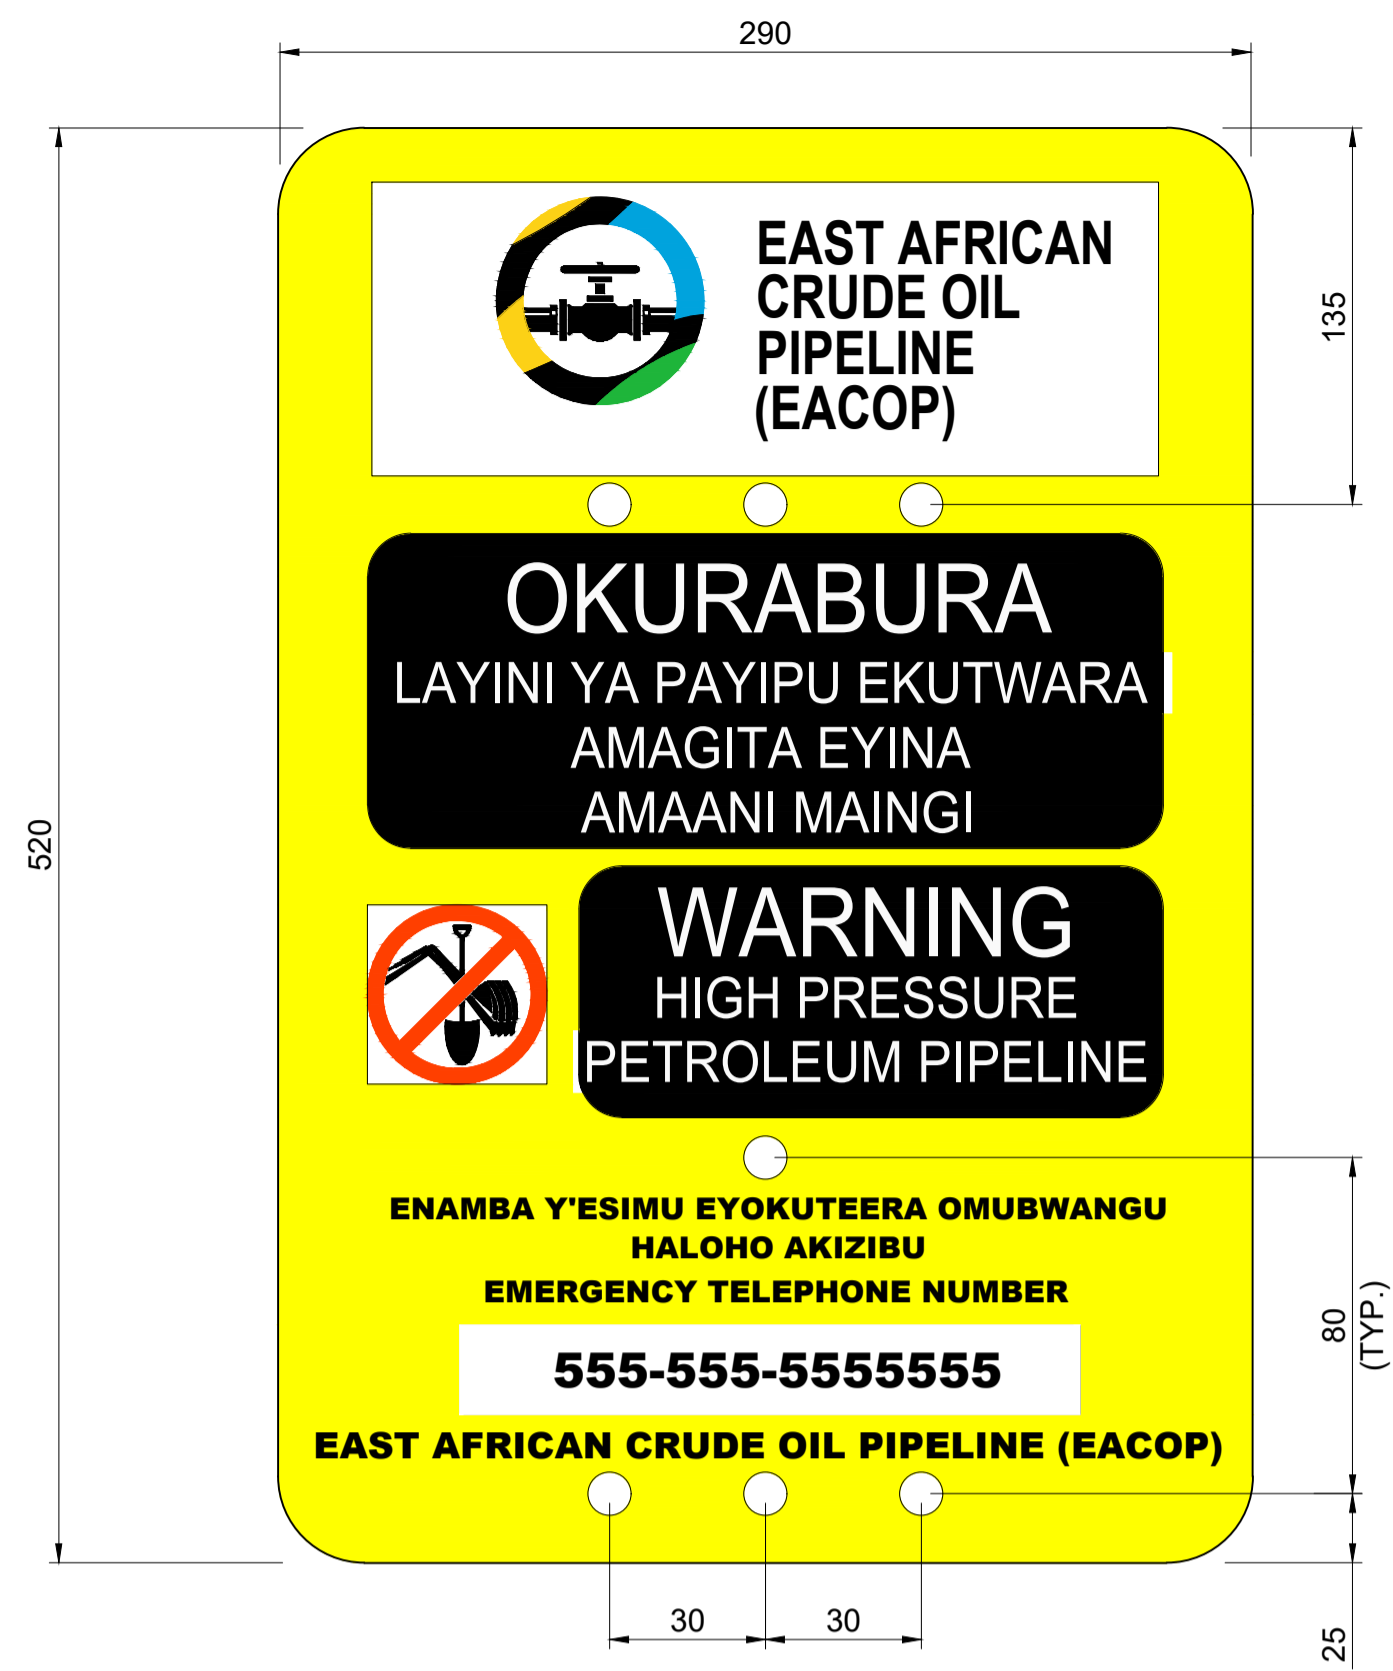 290
EAST AFRICAN
CRUDE OIL
PIPELINE
(EACOP)
135
OKURABURA
LAYINI YA PAYIPU EKUTWARA
AMAGITA EYINA
AMAANI MAINGI
520
WARNING
HIGH PRESSURE
PETROLEUM PIPELINE
ENAMBA Y'ESIMU EYOKUTEERA OMUBWANGU
HALOHO AKIZIBU
EMERGENCY TELEPHONE NUMBER
80
(TYP.)
555-555-5555555
EAST AFRICAN CRUDE OIL PIPELINE (EACOP)
30
30
25